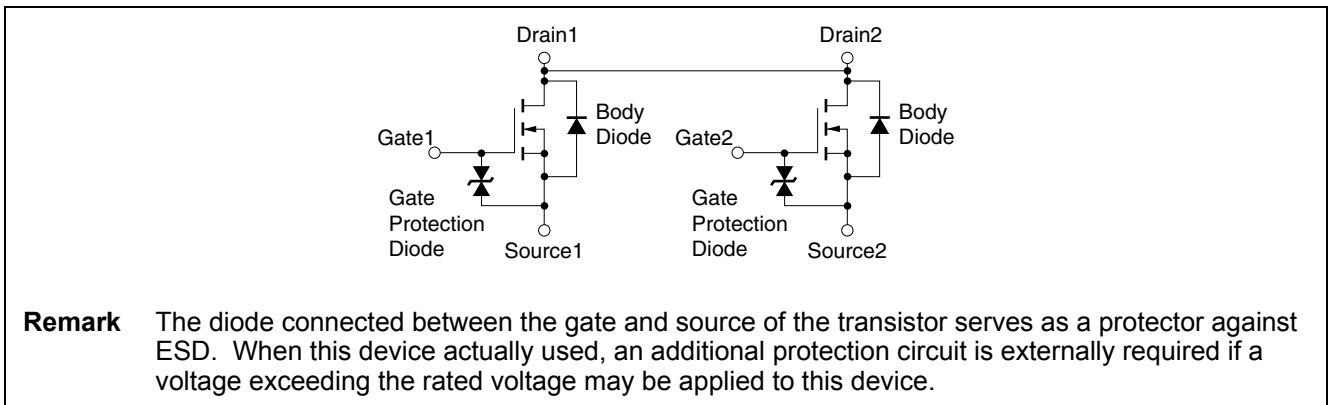 Drain1 Drain2
Body Diode Body Diode
Gate1 Gate2
Gate Protection Diode Gate Protection Diode
Source1 Source2
Remark The diode connected between the gate and source of the transistor serves as a protector against
ESD. When this device actually used, an additional protection circuit is externally required if a
voltage exceeding the rated voltage may be applied to this device.